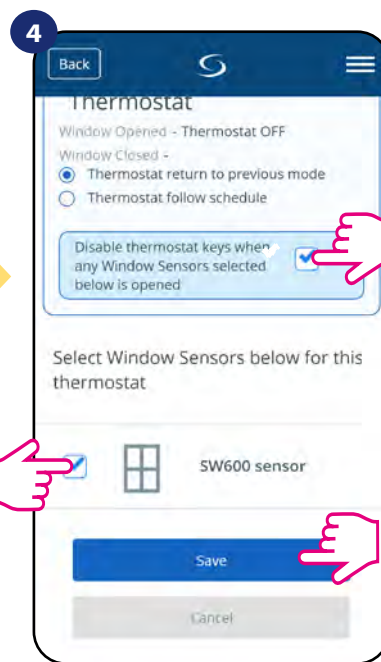 4
Back
Thermostat
Window Opened - Thermostat OFF
Window Closed -
Thermostat return to previous mode
Thermostat follow schedule
Disable thermostat keys when
any Window Sensors selected
below is opened
Select Window Sensors below for this
thermostat
SW600 sensor
Save
Cancel